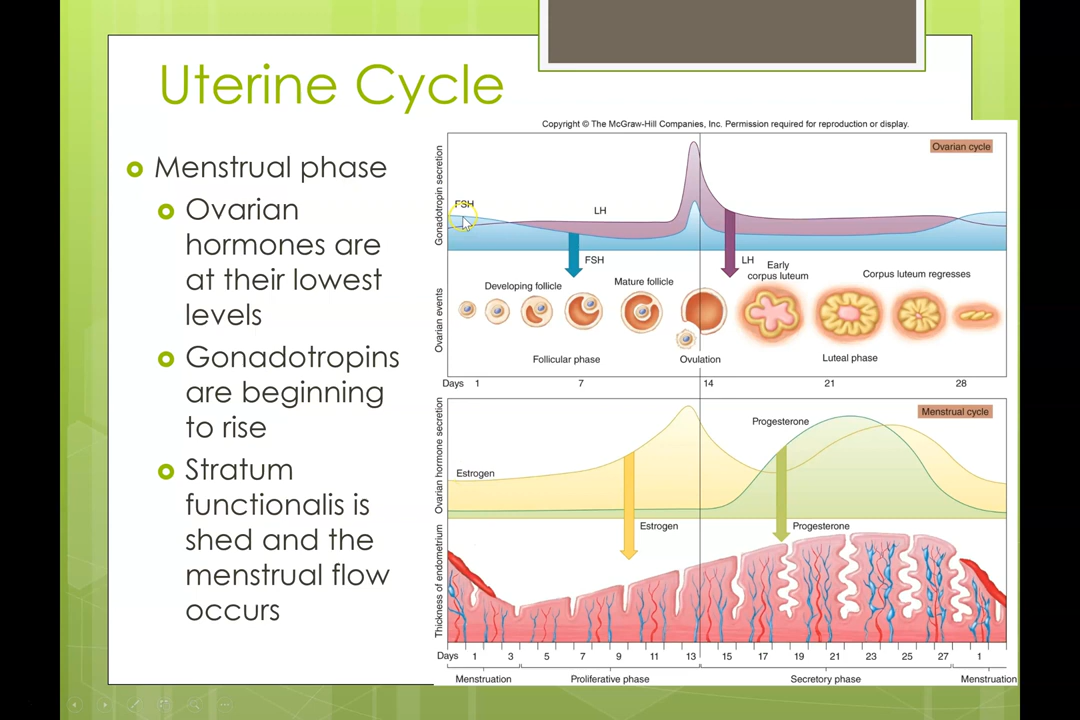 Uterine Cycle
Menstrual phase
Ovarian
hormones are
at their lowest
levels
Gonadotropins
are beginning
to rise
Stratum
functionalis is
shed and the
menstrual flow
occurs
Copyright © The McGraw-Hill Companies, Inc. Permission required for reproduction or display.
Ovarian cycle
Gonadotropin secretion
FSH
LH
FSH
LH
Ovarian events
Developing follicle
Mature follicle
Early
corpus luteum
Corpus luteum regresses
Follicular phase
Ovulation
Luteal phase
Days 1 7 14 21 28
Menstrual cycle
Ovarian hormone secretion
Progesterone
Estrogen
Estrogen
Progesterone
Thickness of endometrium
Days 1 3 5 7 9 11 13 15 17 19 21 23 25 27 1
Menstruation Proliferative phase Secretory phase Menstruation